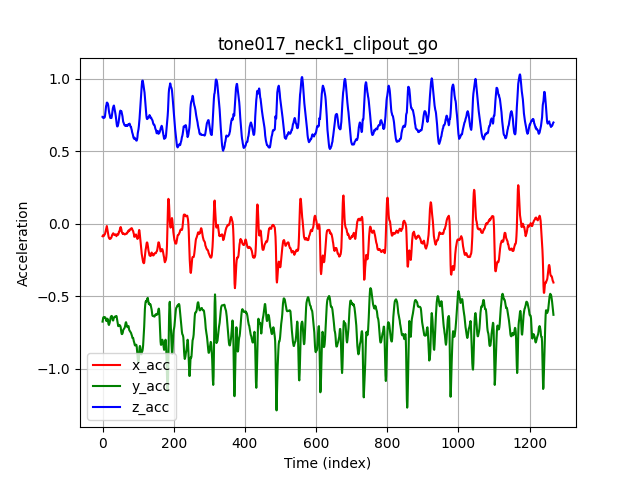 tone017_neck1_clipout_go
1.0
0.5
0.0
−0.5
−1.0
Acceleration
x_acc
y_acc
z_acc
0 200 400 600 800 1000 1200
Time (index)